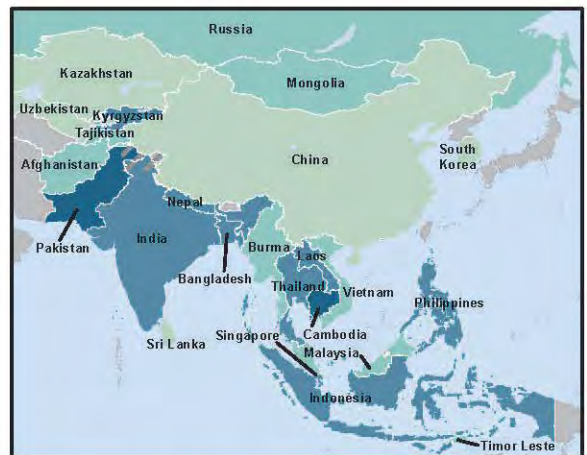 Russia
Kazakhstan
Mongolia
Uzbekistan
Kyrgyzstan
Tajikistan
China
South
Korea
Afghanistan
Nepal
Pakistan
India
Burma
Laos
Bangladesh
Thailand
Vietnam
Philippines
Sri Lanka
Singapore
Cambodia
Malaysia
Indonesia
Timor Leste